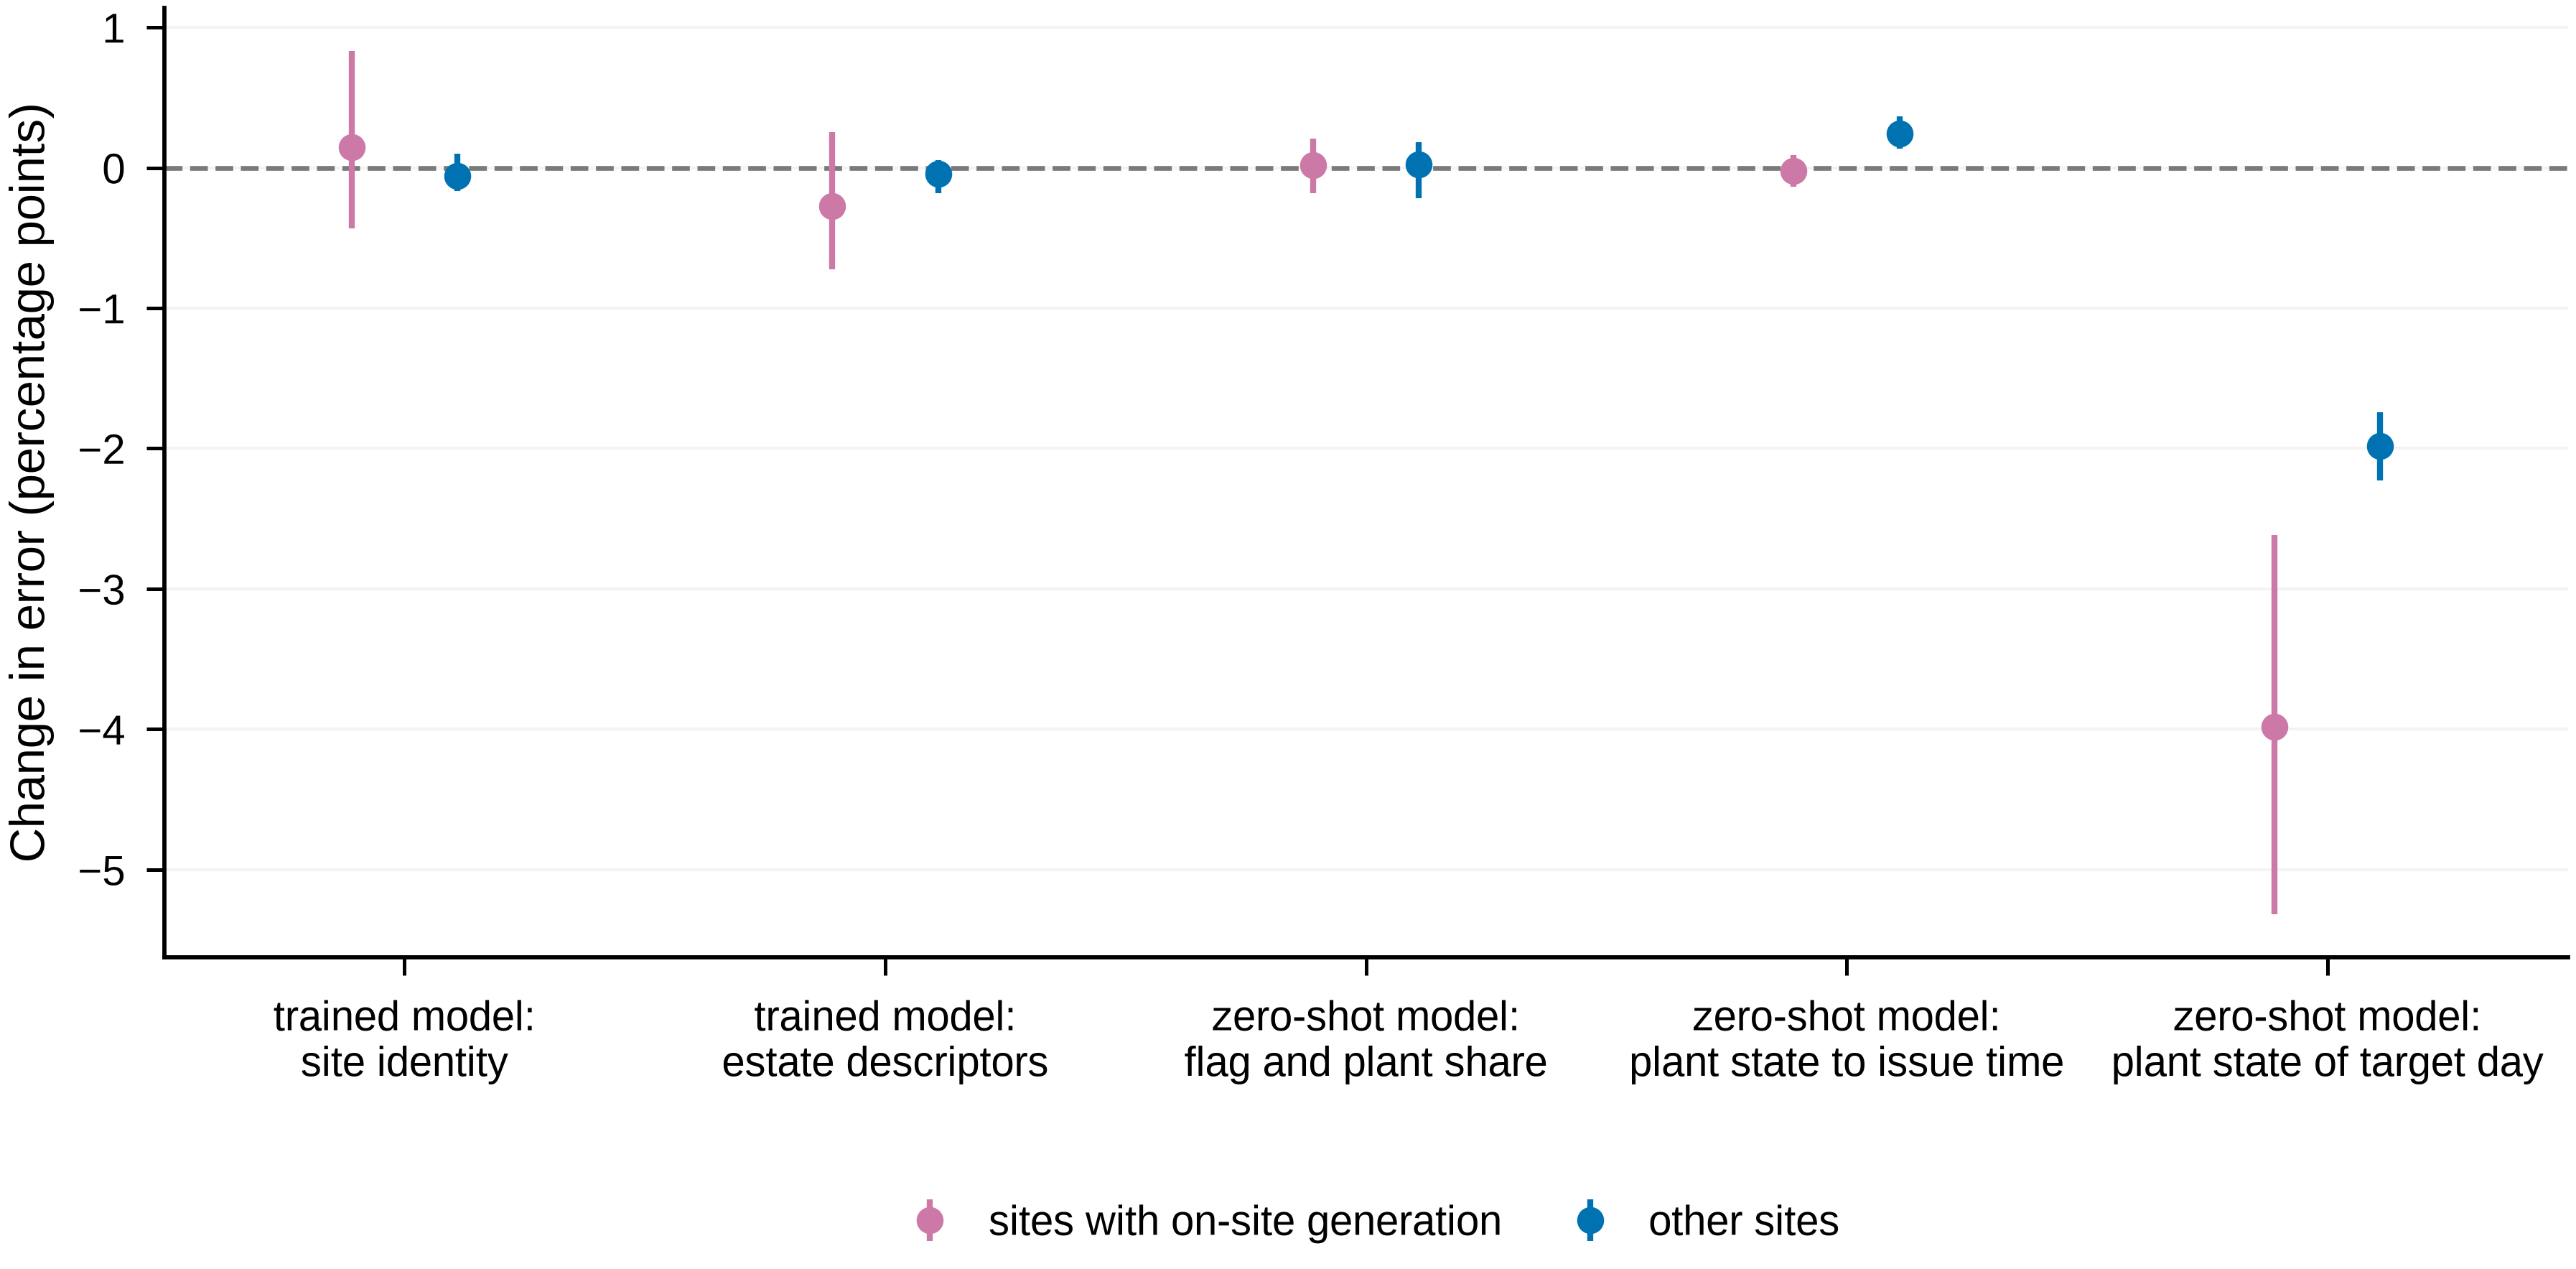 Change in error (percentage points)
1
0
−1
−2
−3
−4
−5
trained model:
site identity
trained model:
estate descriptors
zero-shot model:
flag and plant share
zero-shot model:
plant state to issue time
zero-shot model:
plant state of target day
sites with on-site generation
other sites